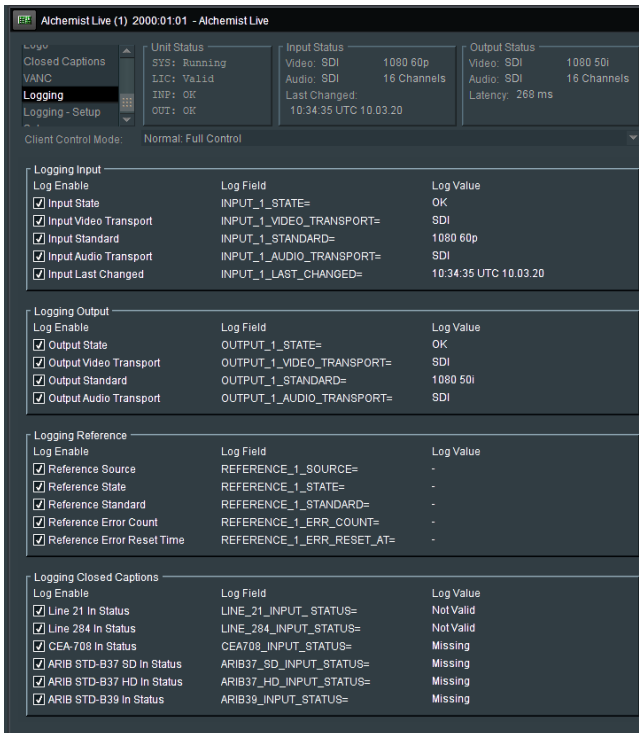 Alchemist Live (1) 2000:01:01 - Alchemist Live
Logo
Closed Captions
VANC
Logging
Logging - Setup
Unit Status
SYS: Running
LIC: Valid
INP: OK
OUT: OK
Input Status
Video: SDI 1080 60p
Audio: SDI 16 Channels
Last Changed:
10:34:35 UTC 10.03.20
Output Status
Video: SDI 1080 50i
Audio: SDI 16 Channels
Latency: 268 ms
Client Control Mode: Normal: Full Control
Logging Input
Log Enable Log Field Log Value
Input State INPUT_1_STATE= OK
Input Video Transport INPUT_1_VIDEO_TRANSPORT= SDI
Input Standard INPUT_1_STANDARD= 1080 60p
Input Audio Transport INPUT_1_AUDIO_TRANSPORT= SDI
Input Last Changed INPUT_1_LAST_CHANGED= 10:34:35 UTC 10.03.20
Logging Output
Log Enable Log Field Log Value
Output State OUTPUT_1_STATE= OK
Output Video Transport OUTPUT_1_VIDEO_TRANSPORT= SDI
Output Standard OUTPUT_1_STANDARD= 1080 50i
Output Audio Transport OUTPUT_1_AUDIO_TRANSPORT= SDI
Logging Reference
Log Enable Log Field Log Value
Reference Source REFERENCE_1_SOURCE= -
Reference State REFERENCE_1_STATE= -
Reference Standard REFERENCE_1_STANDARD= -
Reference Error Count REFERENCE_1_ERR_COUNT= -
Reference Error Reset Time REFERENCE_1_ERR_RESET_AT= -
Logging Closed Captions
Log Enable Log Field Log Value
Line 21 In Status LINE_21_INPUT_ STATUS= Not Valid
Line 284 In Status LINE_284_INPUT_STATUS= Not Valid
CEA-708 In Status CEA708_INPUT_STATUS= Missing
ARIB STD-B37 SD In Status ARIB37_SD_INPUT_STATUS= Missing
ARIB STD-B37 HD In Status ARIB37_HD_INPUT_STATUS= Missing
ARIB STD-B39 In Status ARIB39_INPUT_STATUS= Missing